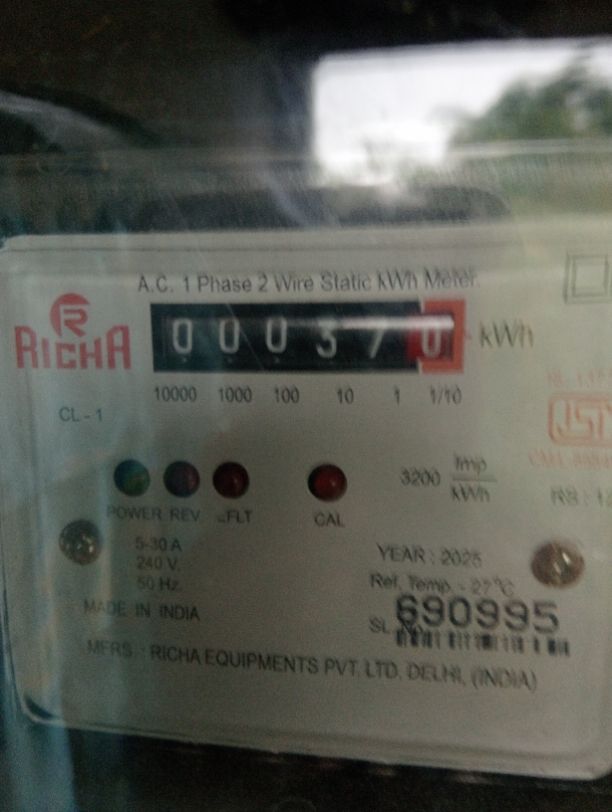 A.C. 1 Phase 2 Wire Static kWh Meter
RICHA
0 0 0 3 7 0 kWh
10000 1000 100 10 1 1/10
CL - 1
3200 Imp/kWh
POWER REV. CAL
5-30 A
240 V.
50 Hz.
YEAR : 2025
Ref. Temp. - 27°C
MADE IN INDIA
SL. No. 690995
MFRS. : RICHA EQUIPMENTS PVT. LTD. DELHI, (INDIA)